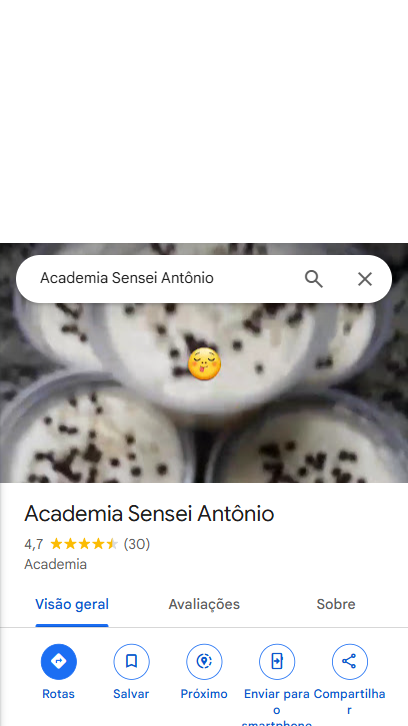 Academia Sensei Antônio
Academia Sensei Antônio
4,7 (30)
Academia
Visão geral Avaliações Sobre
Rotas Salvar Próximo Enviar para o smartphone Compartilhar